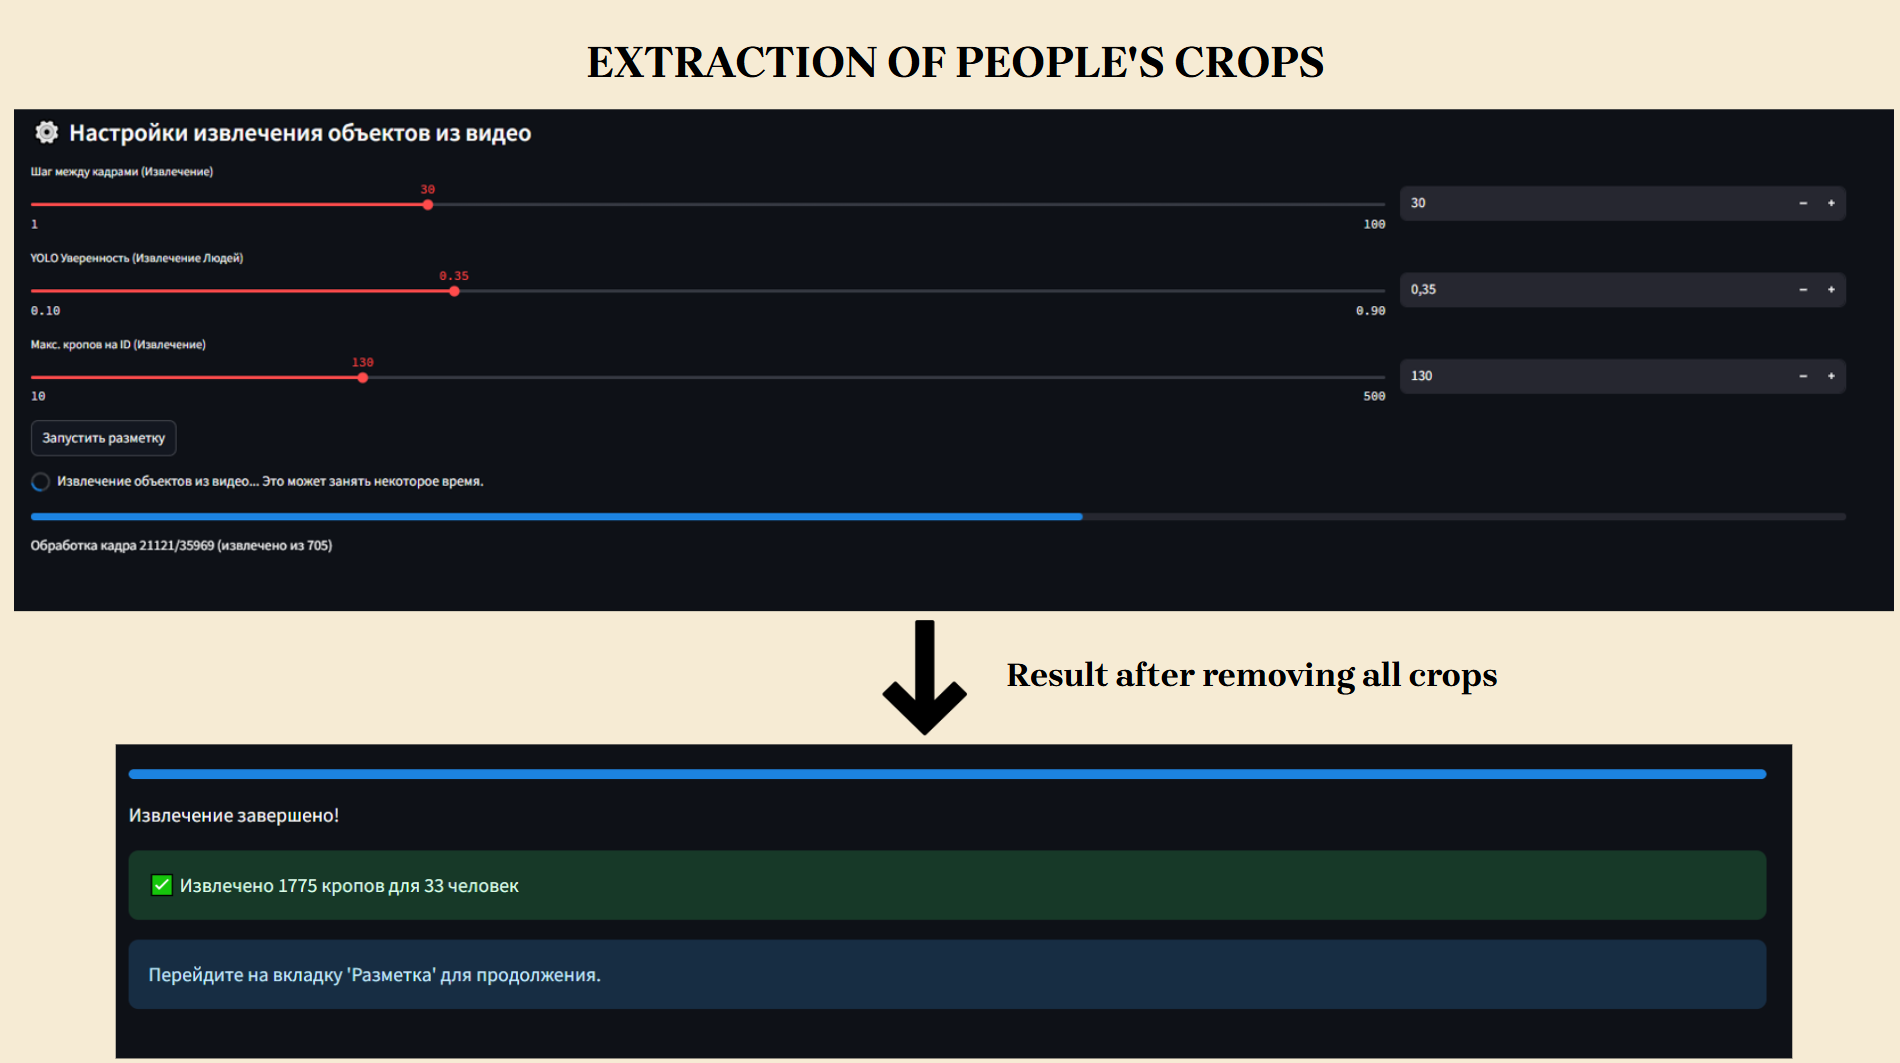 EXTRACTION OF PEOPLE'S CROPS
Настройки извлечения объектов из видео
Шаг между кадрами (Извлечение)
30
1
100
30
− +
YOLO Уверенность (Извлечение Людей)
0.35
0.10
0.90
0,35
− +
Макс. кропов на ID (Извлечение)
130
10
500
130
− +
Запустить разметку
Извлечение объектов из видео... Это может занять некоторое время.
Обработка кадра 21121/35969 (извлечено из 705)
Result after removing all crops
Извлечение завершено!
Извлечено 1775 кропов для 33 человек
Перейдите на вкладку 'Разметка' для продолжения.